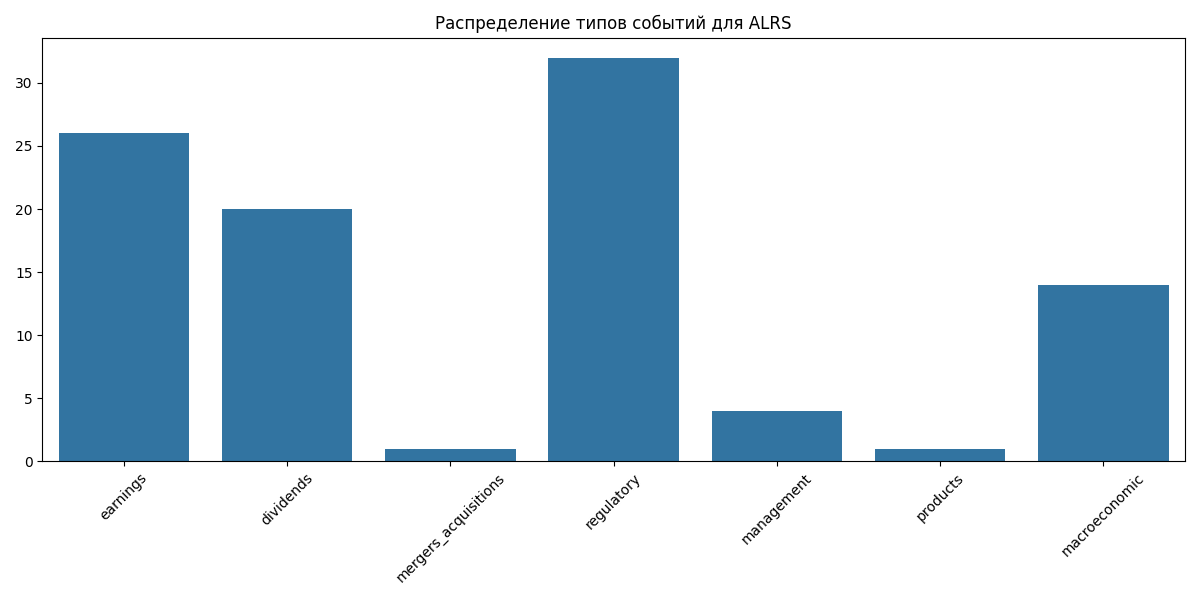 Распределение типов событий для ALRS
30
25
20
15
10
5
0
earnings
dividends
mergers_acquisitions
regulatory
management
products
macroeconomic